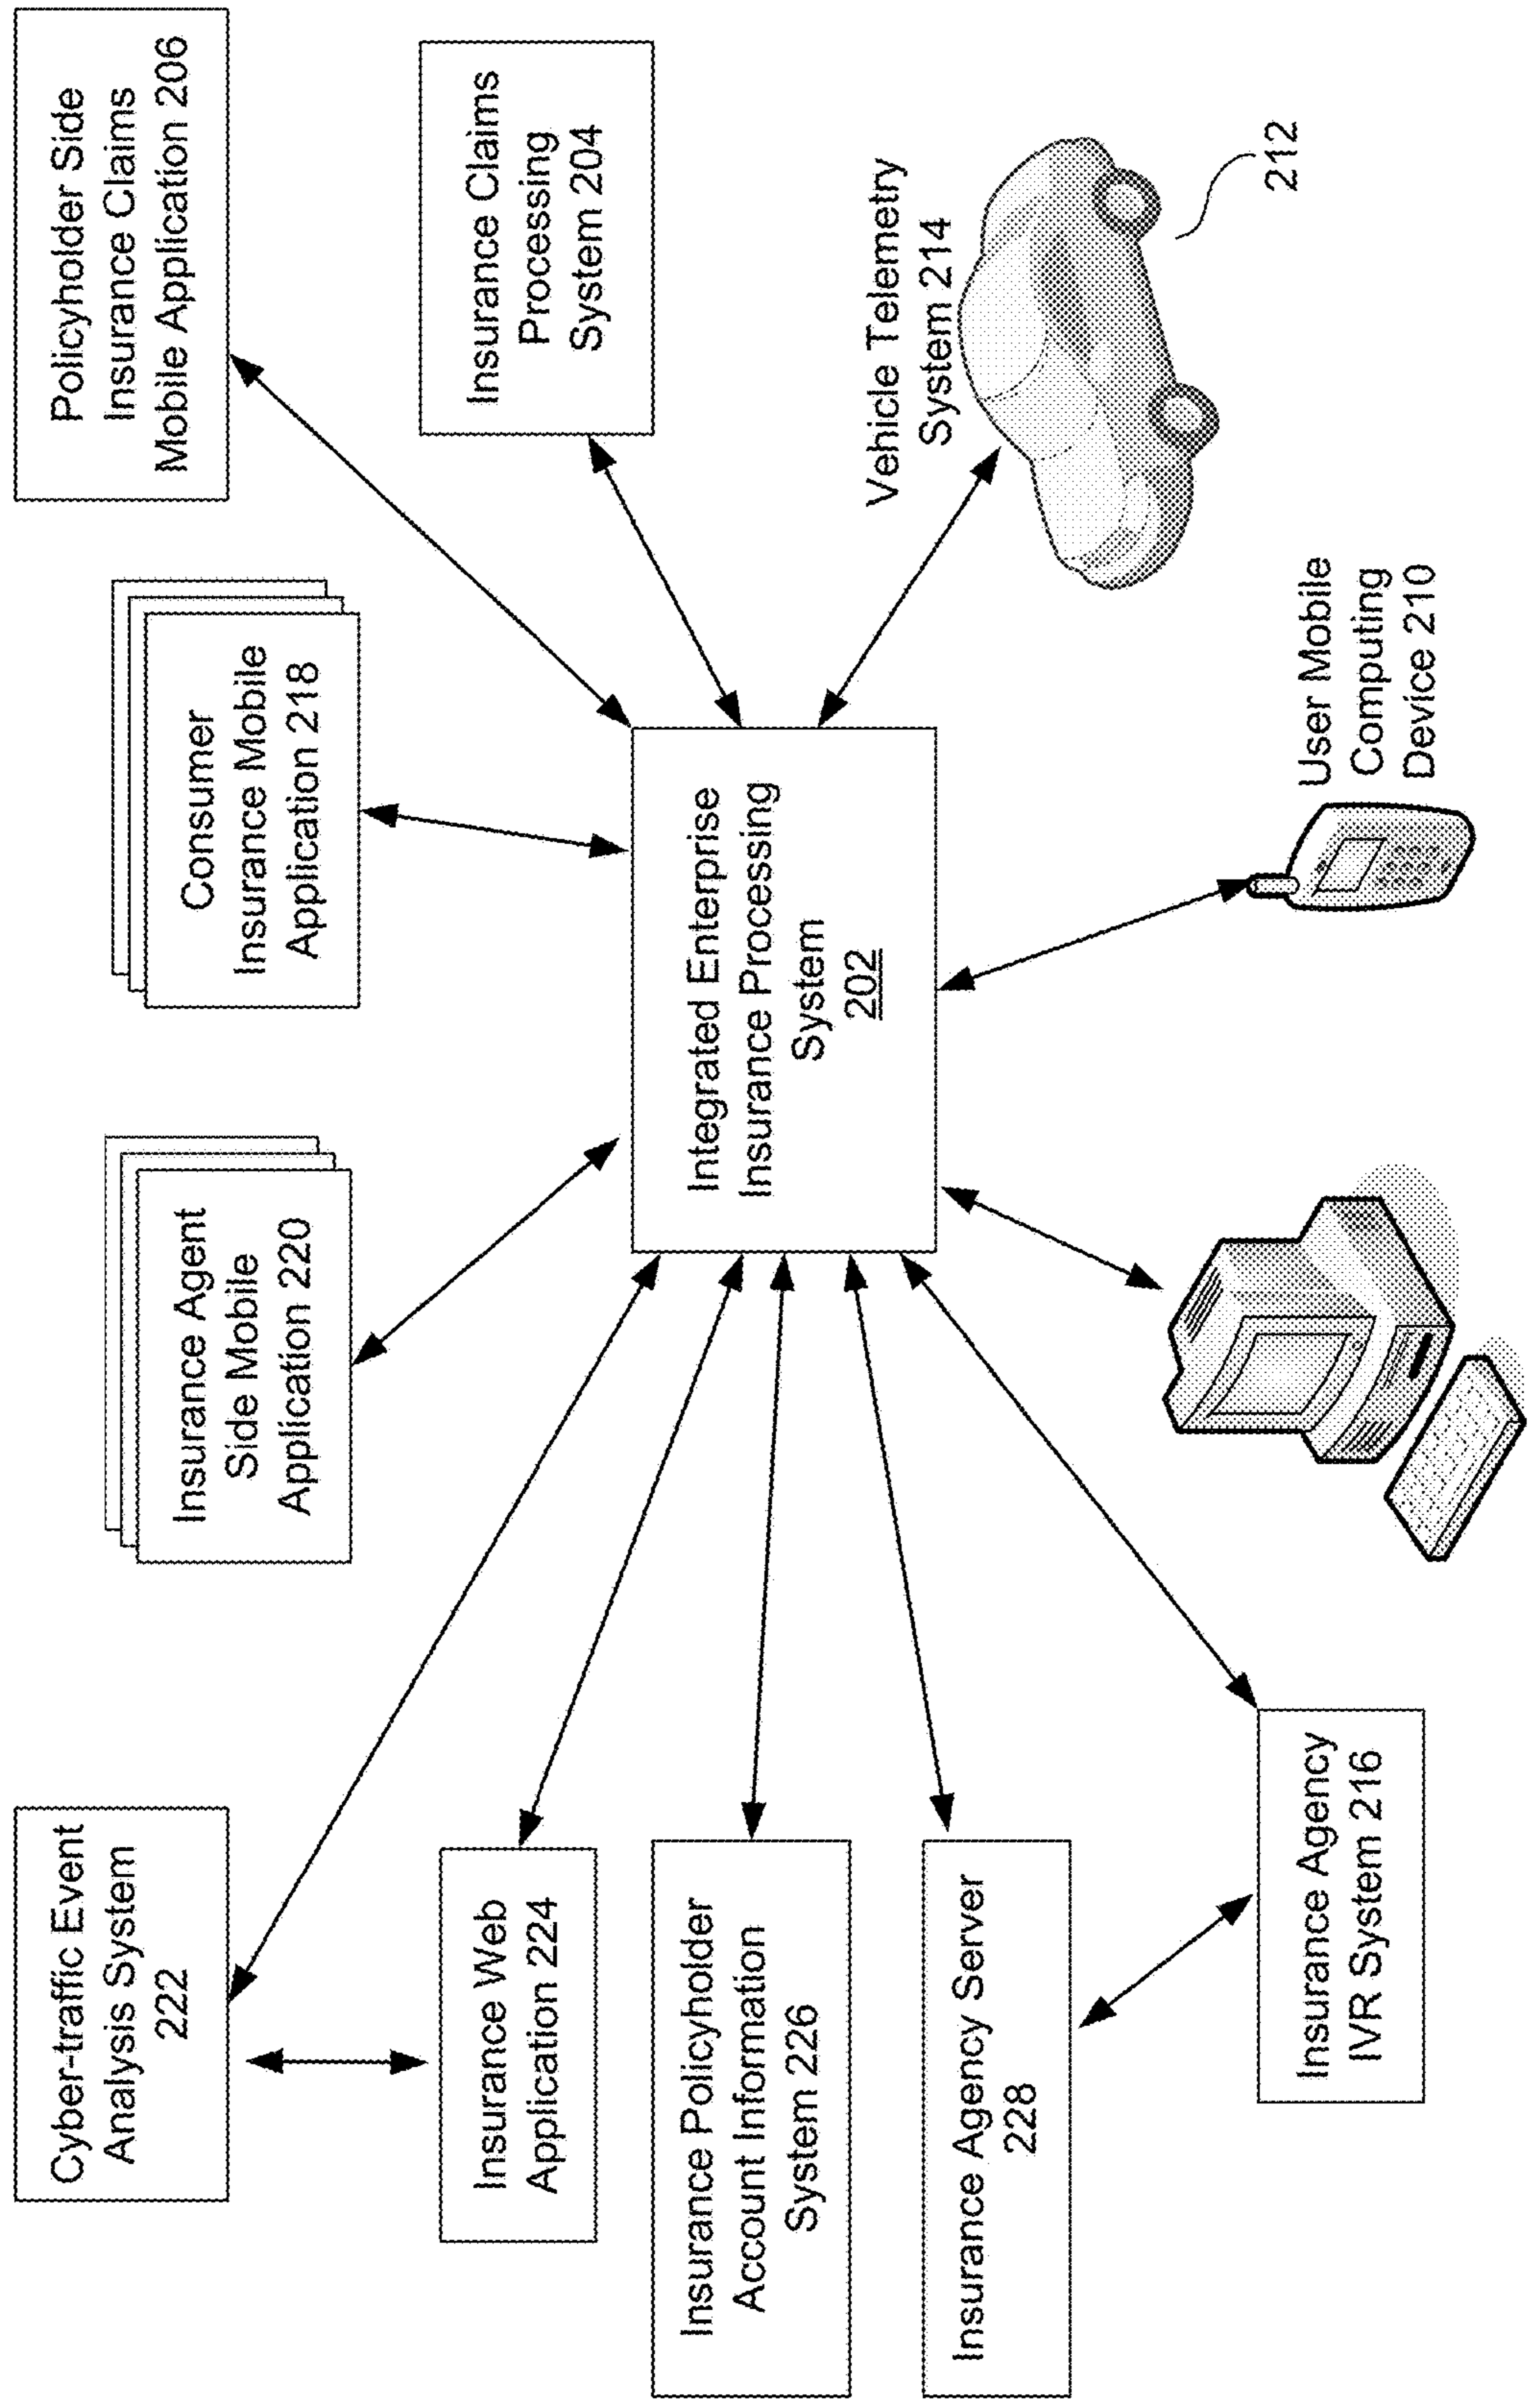 Cyber-traffic Event
Analysis System
222
Insurance Agent
Side Mobile
Application 220
Consumer
Insurance Mobile
Application 218
Policyholder Side
Insurance Claims
Mobile Application 206
Insurance Web
Application 224
Insurance Claims
Processing
System 204
Insurance Policyholder
Account Information
System 226
Integrated Enterprise
Insurance Processing
System
202
Vehicle Telemetry
System 214
212
Insurance Agency Server
228
Insurance Agency
IVR System 216
User Mobile
Computing
Device 210